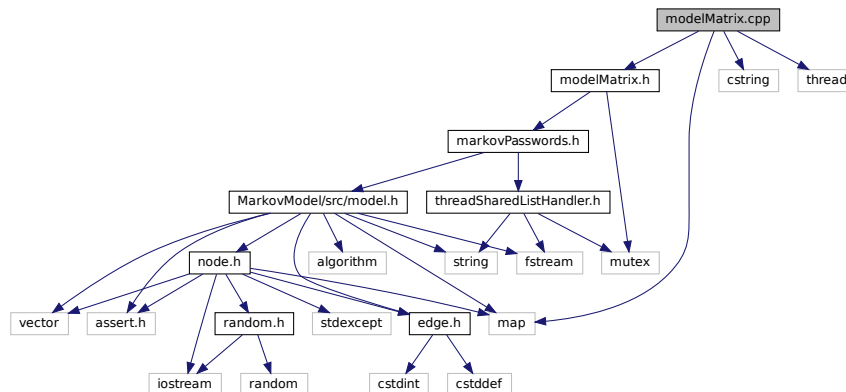 modelMatrix.cpp
modelMatrix.h
cstring
thread
markovPasswords.h
MarkovModel/src/model.h
threadSharedListHandler.h
node.h
algorithm
string
fstream
mutex
vector
assert.h
random.h
stdexcept
edge.h
map
iostream
random
cstdint
cstddef